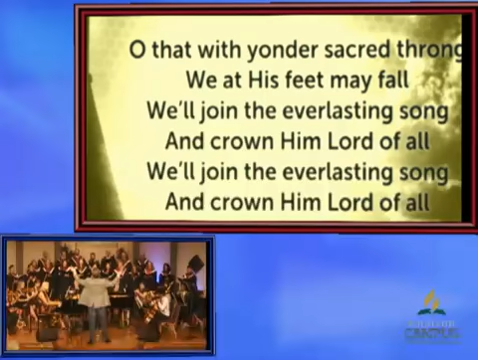 O that with yonder sacred throng
We at His feet may fall
We'll join the everlasting song
And crown Him Lord of all
We'll join the everlasting song
And crown Him Lord of all